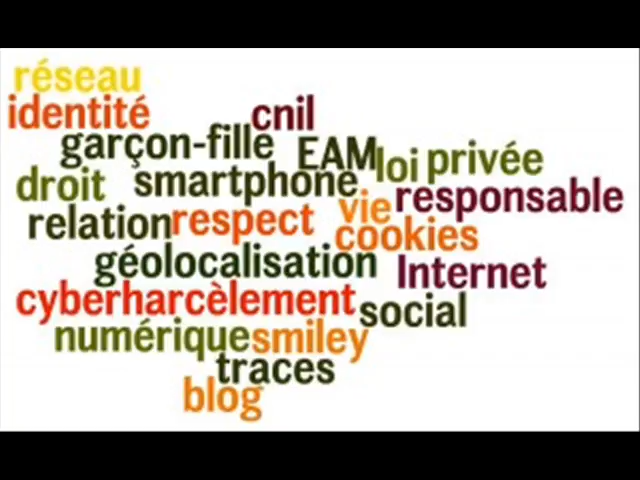 réseau
identité cnil
garçon-fille EAM loi privée
droit smartphone vie responsable
relation respect cookies
géolocalisation Internet
cyberharcèlement social
numérique smiley
traces
blog